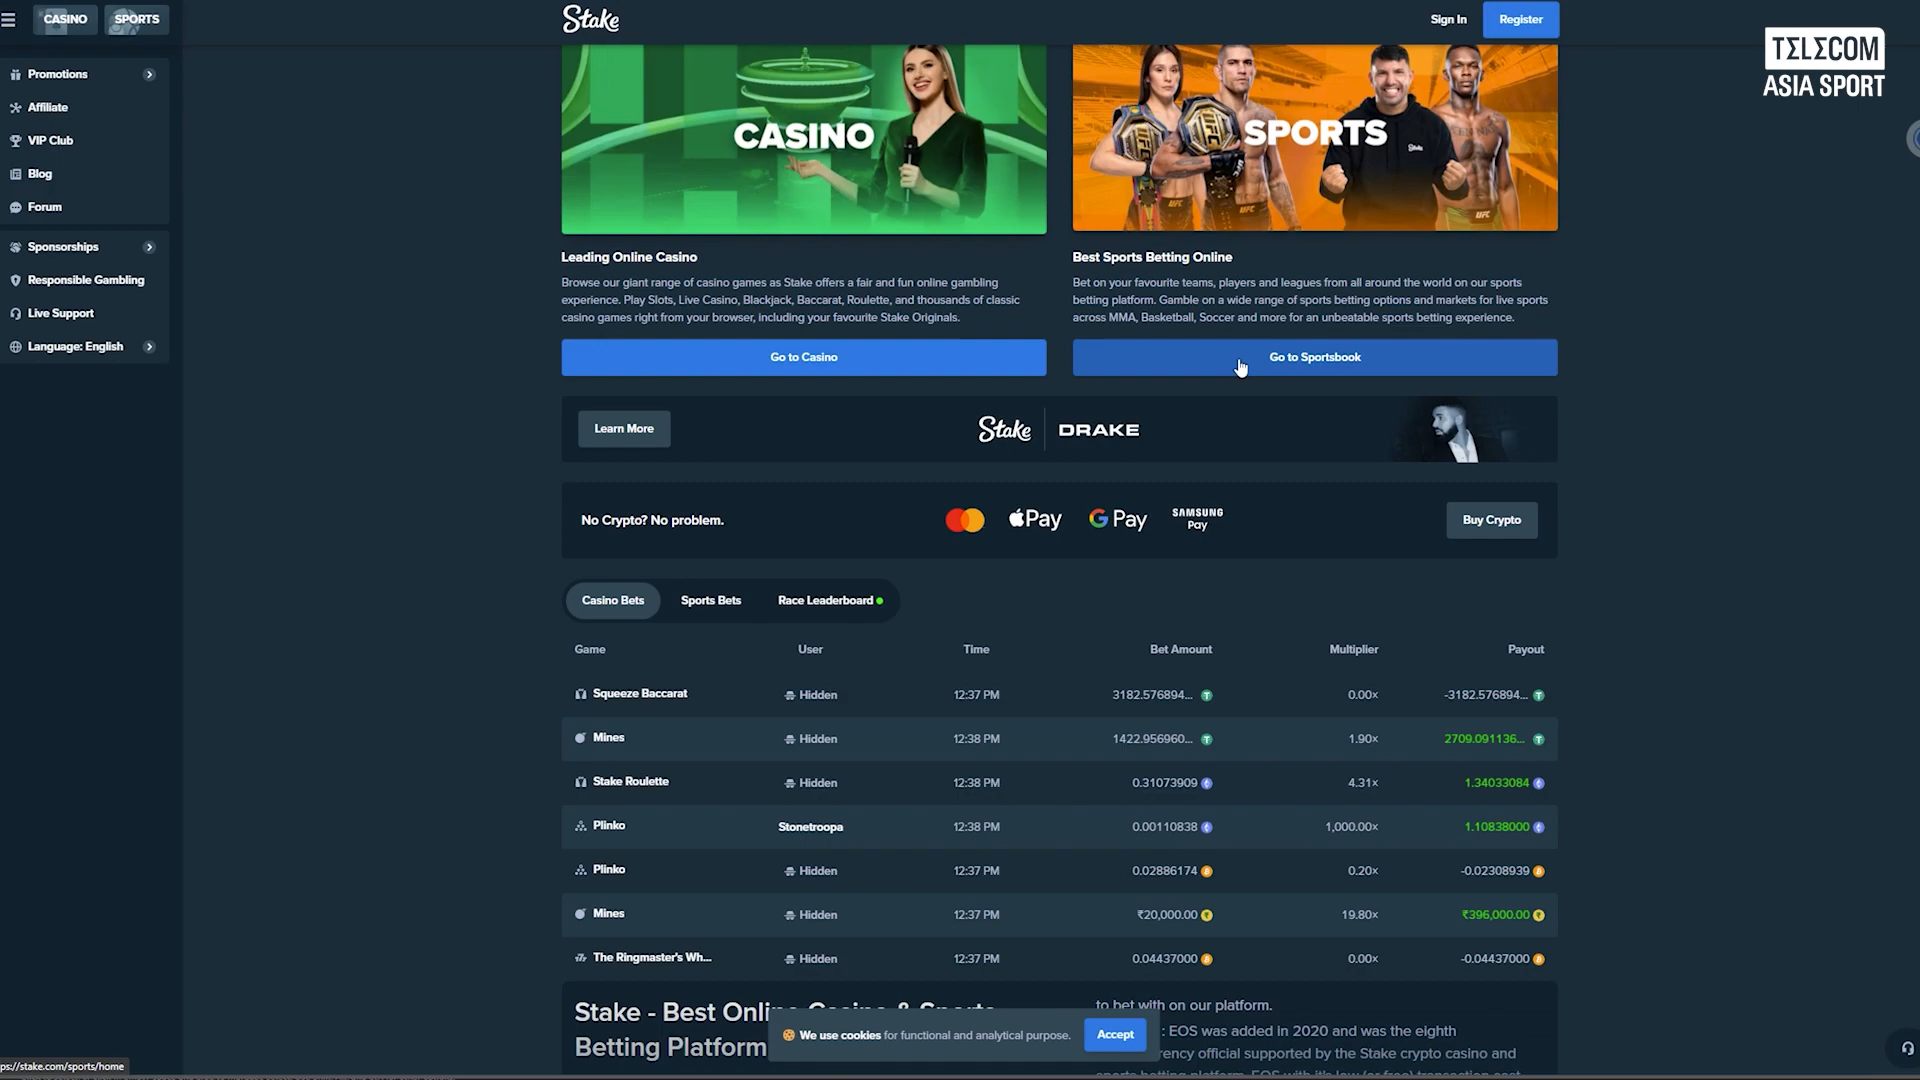 CASINO
SPORTS
Stake
Sign In
Register
TELECOM
ASIA SPORT
Promotions
Affiliate
VIP Club
Blog
Forum
Sponsorships
Responsible Gambling
Live Support
Language: English
CASINO
UFC
UFC
SPORTS
Stake
UFC
Leading Online Casino
Browse our giant range of casino games as Stake offers a fair and fun online gambling
experience. Play Slots, Live Casino, Blackjack, Baccarat, Roulette, and thousands of classic
casino games right from your browser, including your favourite Stake Originals.
Go to Casino
Best Sports Betting Online
Bet on your favourite teams, players and leagues from all around the world on our sports
betting platform. Gamble on a wide range of sports betting options and markets for live sports
across MMA, Basketball, Soccer and more for an unbeatable sports betting experience.
Go to Sportsbook
Learn More
Stake
DRAKE
No Crypto? No problem.
Pay
G Pay
SAMSUNG
Pay
Buy Crypto
Casino Bets
Sports Bets
Race Leaderboard
Game User Time Bet Amount Multiplier Payout
Squeeze Baccarat Hidden 12:37 PM 3182.576894... 0.00× -3182.576894...
Mines Hidden 12:38 PM 1422.956960... 1.90× 2709.091136...
Stake Roulette Hidden 12:38 PM 0.31073909 4.31× 1.34033084
Plinko Stonetroopa 12:38 PM 0.00110838 1,000.00× 1.10838000
Plinko Hidden 12:37 PM 0.02886174 0.20× -0.02308939
Mines Hidden 12:37 PM ₹20,000.00 19.80× ₹396,000.00
The Ringmaster's Wh... Hidden 12:37 PM 0.04437000 0.00× -0.04437000
Stake - Best Onli
Betting Platform
to bet with on our platform.
: EOS was added in 2020 and was the eighth
rency official supported by the Stake crypto casino and
We use cookies for functional and analytical purpose.
Accept
ps://stake.com/sports/home